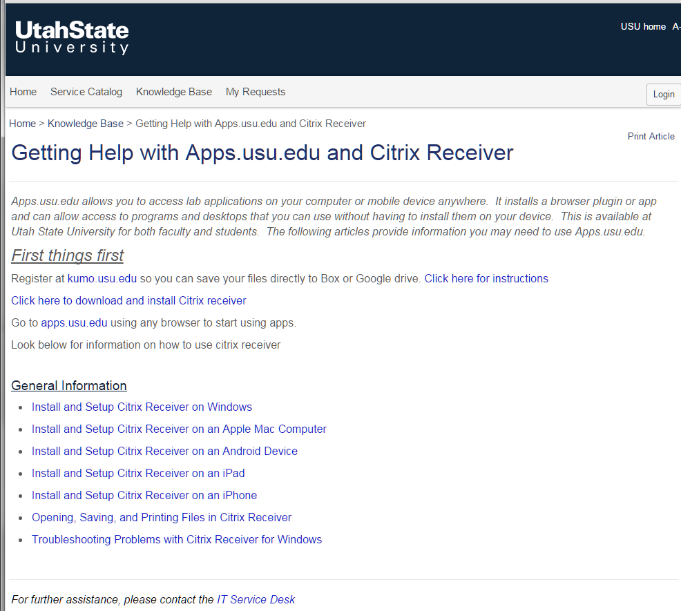 UtahState
University
USU home A-
Home Service Catalog Knowledge Base My Requests
Login
Home > Knowledge Base > Getting Help with Apps.usu.edu and Citrix Receiver
Print Article
Getting Help with Apps.usu.edu and Citrix Receiver
Apps.usu.edu allows you to access lab applications on your computer or mobile device anywhere. It installs a browser plugin or app
and can allow access to programs and desktops that you can use without having to install them on your device. This is available at
Utah State University for both faculty and students. The following articles provide information you may need to use Apps.usu.edu.
First things first
Register at kumo.usu.edu so you can save your files directly to Box or Google drive. Click here for instructions
Click here to download and install Citrix receiver
Go to apps.usu.edu using any browser to start using apps.
Look below for information on how to use citrix receiver
General Information
• Install and Setup Citrix Receiver on Windows
• Install and Setup Citrix Receiver on an Apple Mac Computer
• Install and Setup Citrix Receiver on an Android Device
• Install and Setup Citrix Receiver on an iPad
• Install and Setup Citrix Receiver on an iPhone
• Opening, Saving, and Printing Files in Citrix Receiver
• Troubleshooting Problems with Citrix Receiver for Windows
For further assistance, please contact the IT Service Desk